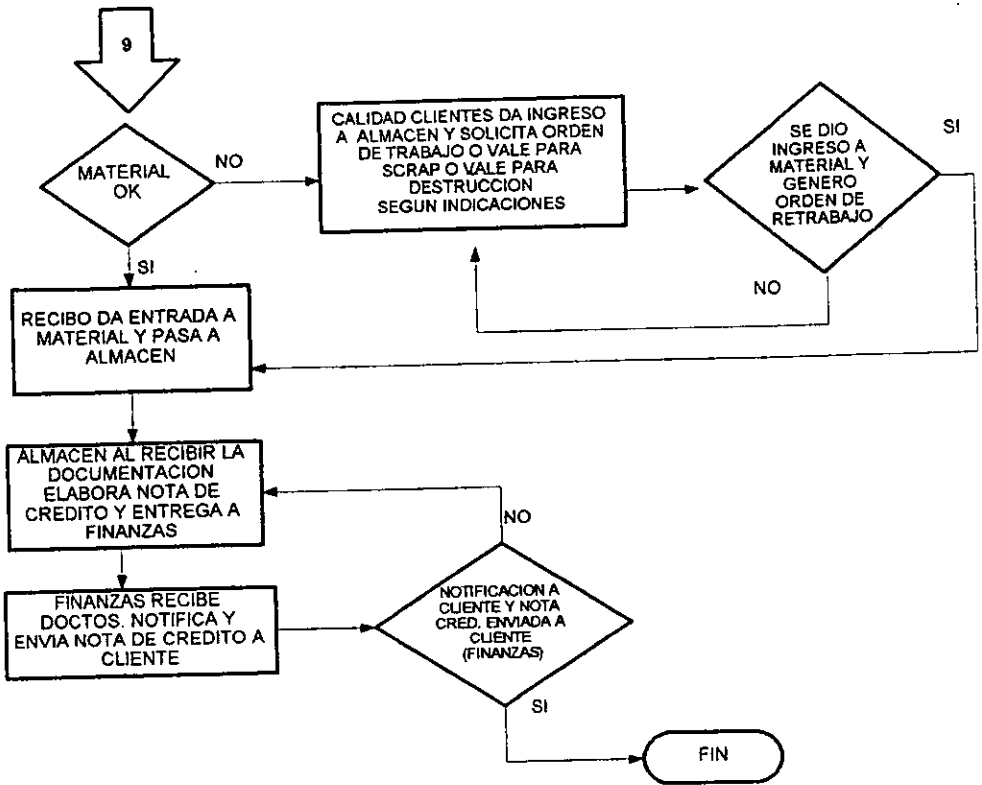 9
MATERIAL
OK
NO
SI
CALIDAD CLIENTES DA INGRESO
A ALMACEN Y SOLICITA ORDEN
DE TRABAJO O VALE PARA
SCRAP O VALE PARA
DESTRUCCION
SEGUN INDICACIONES
SE DIO
INGRESO A
MATERIAL Y
GENERO
ORDEN DE
RETRABAJO
SI
NO
RECIBO DA ENTRADA A
MATERIAL Y PASA A
ALMACEN
ALMACEN AL RECIBIR LA
DOCUMENTACION
ELABORA NOTA DE
CREDITO Y ENTREGA A
FINANZAS
FINANZAS RECIBE
DOCTOS. NOTIFICA Y
ENVIA NOTA DE CREDITO A
CLIENTE
NO
NOTIFICACION A
CLIENTE Y NOTA
CRED. ENVIADA A
CLIENTE
(FINANZAS)
SI
FIN